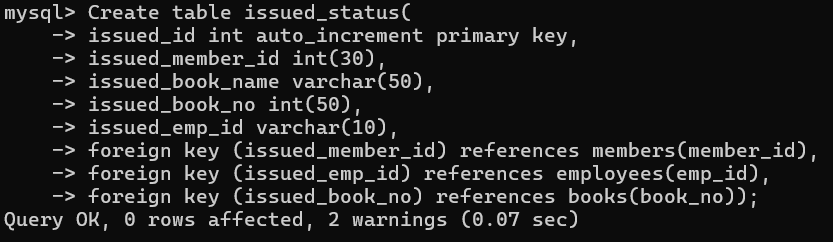 mysql> Create table issued_status(
    -> issued_id int auto_increment primary key,
    -> issued_member_id int(30),
    -> issued_book_name varchar(50),
    -> issued_book_no int(50),
    -> issued_emp_id varchar(10),
    -> foreign key (issued_member_id) references members(member_id),
    -> foreign key (issued_emp_id) references employees(emp_id),
    -> foreign key (issued_book_no) references books(book_no));
Query OK, 0 rows affected, 2 warnings (0.07 sec)